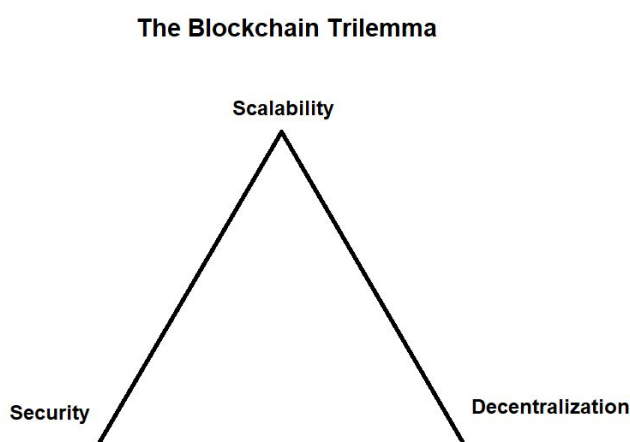 The Blockchain Trilemma
Scalability
Security
Decentralization